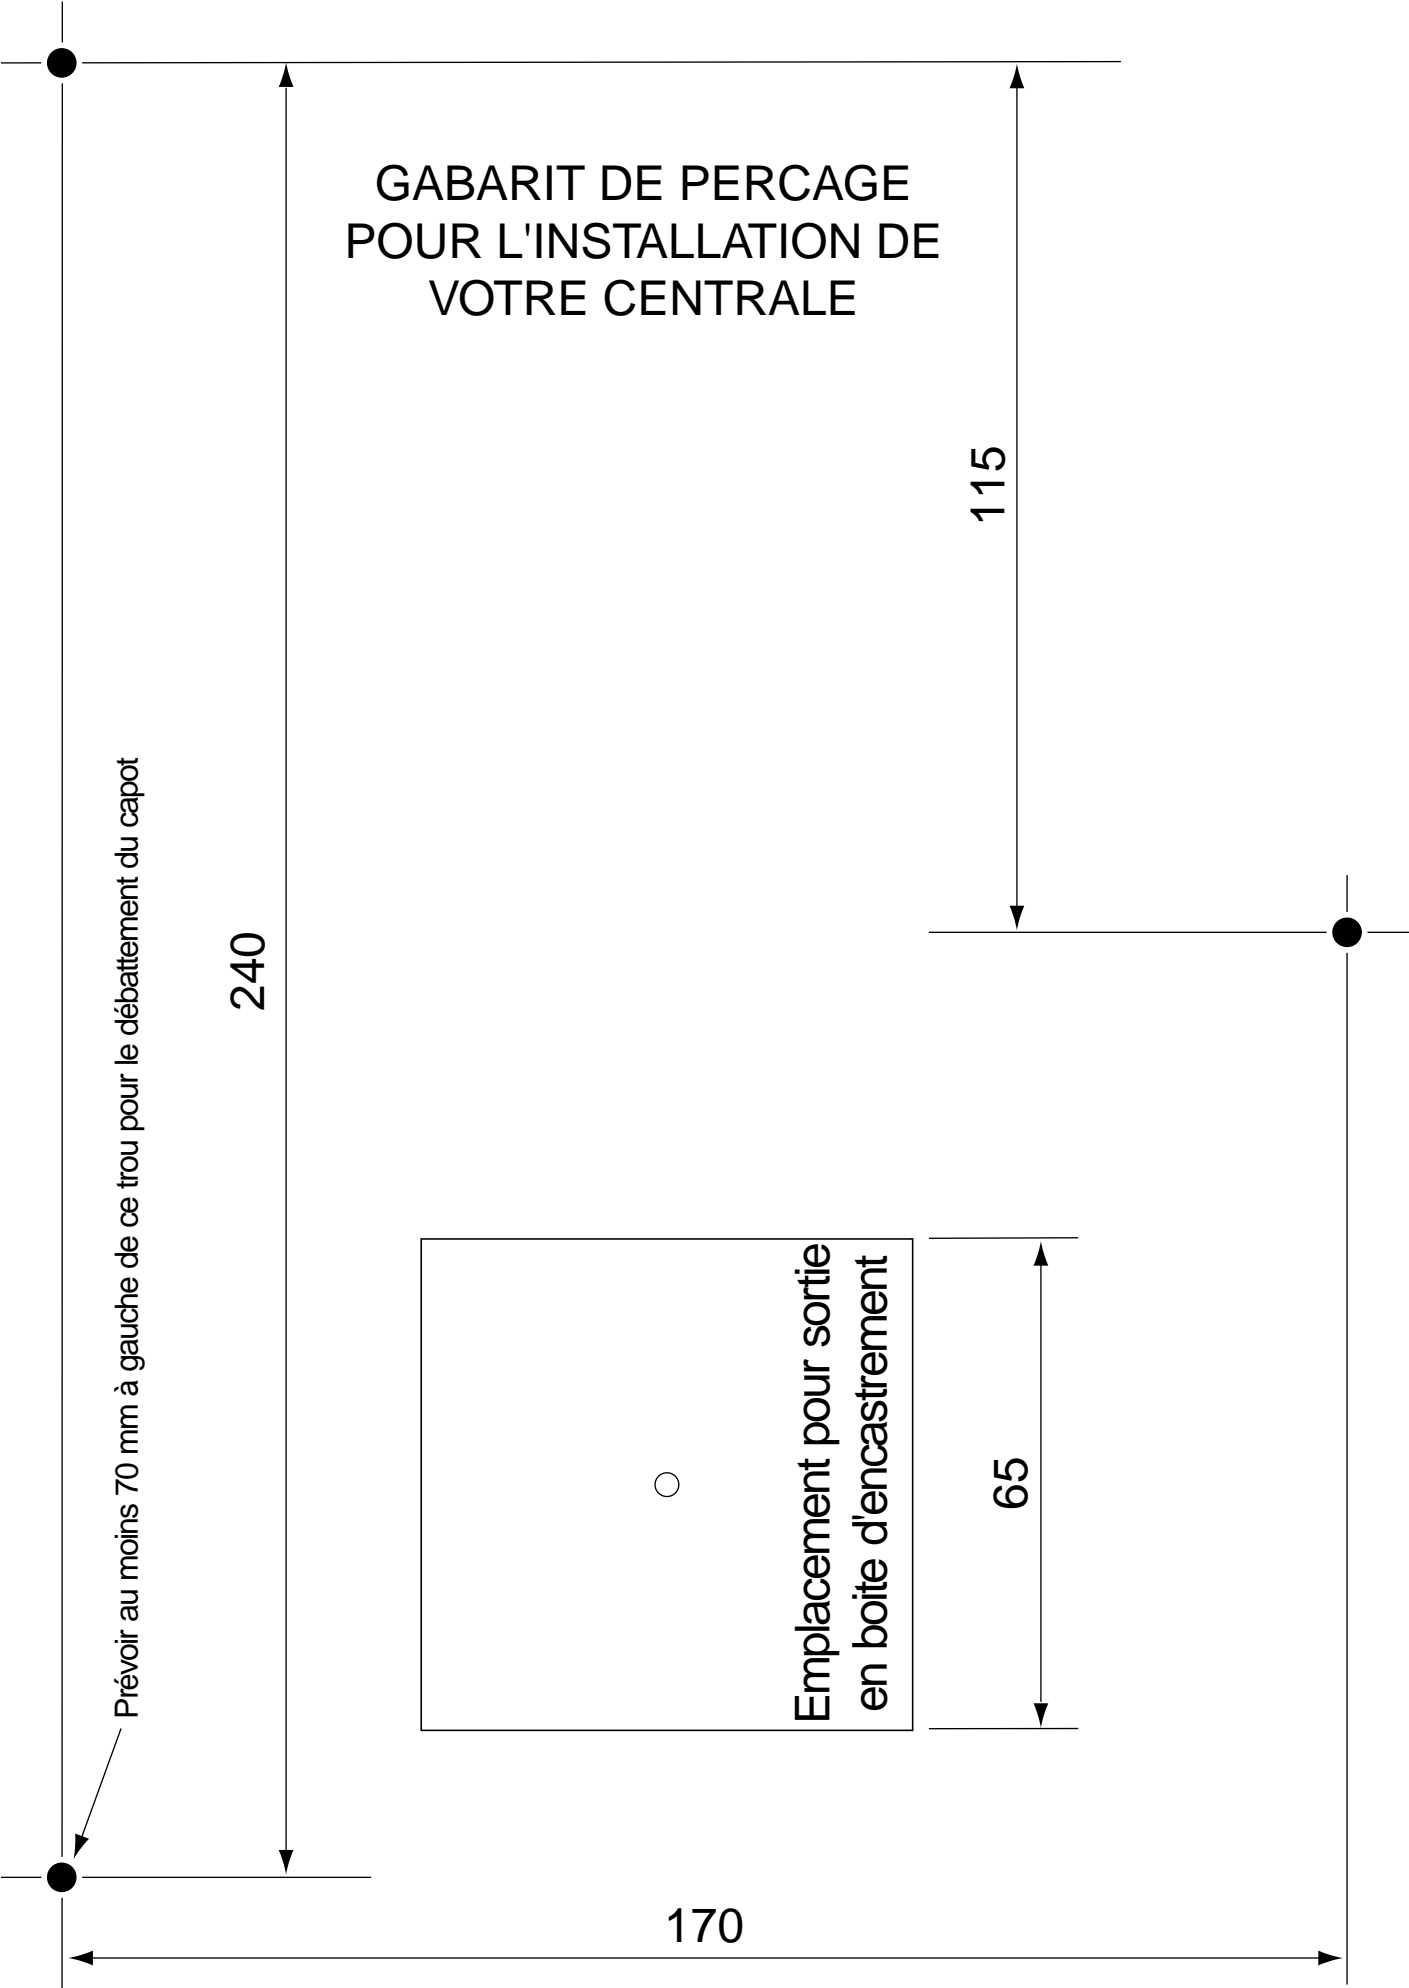 GABARIT DE PERCAGE
POUR L'INSTALLATION DE
VOTRE CENTRALE
115
240
Prévoir au moins 70 mm à gauche de ce trou pour le débattement du capot
Emplacement pour sortie
en boite d'encastrement
65
170